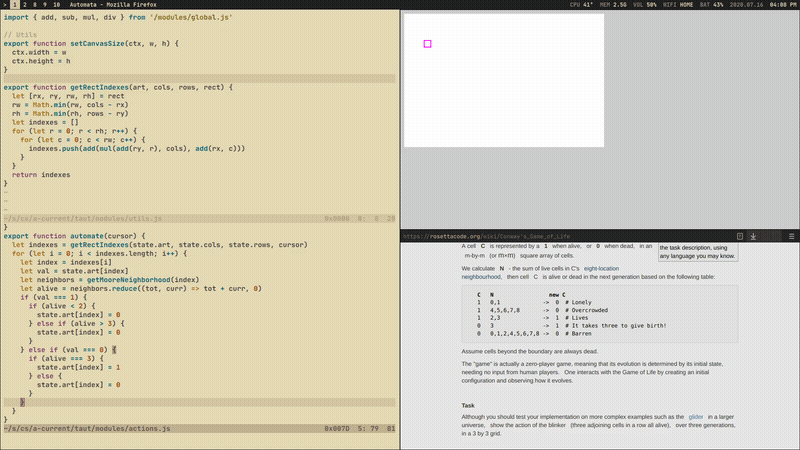 > 1 2 8 9 10 Automata - Mozilla Firefox CPU 41° MEM 2.5G VOL 50% WIFI HOME BAT 43% 2020.07.16 04:08 PM
import { add, sub, mul, div } from '/modules/global.js'
// Utils
export function setCanvasSize(ctx, w, h) {
ctx.width = w
ctx.height = h
}
export function getRectIndexes(art, cols, rows, rect) {
let [rx, ry, rw, rh] = rect
rw = Math.min(rw, cols - rx)
rh = Math.min(rh, rows - ry)
let indexes = []
for (let r = 0; r < rh; r++) {
for (let c = 0; c < rw; c++) {
indexes.push(add(mul(add(ry, r), cols), add(rx, c)))
}
}
return indexes
}
~
~
~
~/s/cs/a-current/taut/modules/utils.js 0x0000 8: 0 20
}
export function automate(cursor) {
let indexes = getRectIndexes(state.art, state.cols, state.rows, cursor)
for (let i = 0; i < indexes.length; i++) {
let index = indexes[i]
let val = state.art[index]
let neighbors = getMooreNeighborhood(index)
let alive = neighbors.reduce((tot, curr) => tot + curr, 0)
if (val === 1) {
if (alive < 2) {
state.art[index] = 0
} else if (alive > 3) {
state.art[index] = 0
}
} else if (val === 0) {
if (alive === 3) {
state.art[index] = 1
} else {
state.art[index] = 0
}
}
}
}
~/s/cs/a-current/taut/modules/actions.js 0x007D 5: 79 81
https://rosettacode.org/wiki/Conway's_Game_of_Life
A cell C is represented by a 1 when alive, or 0 when dead, in an
m-by-m (or m×m) square array of cells.
the task description, using
any language you may know.
We calculate N - the sum of live cells in C's eight-location
neighbourhood, then cell C is alive or dead in the next generation based on the following table:
C N new C
1 0,1 -> 0 # Lonely
1 4,5,6,7,8 -> 0 # Overcrowded
1 2,3 -> 1 # Lives
0 3 -> 1 # It takes three to give birth!
0 0,1,2,4,5,6,7,8 -> 0 # Barren
Assume cells beyond the boundary are always dead.
The "game" is actually a zero-player game, meaning that its evolution is determined by its initial state,
needing no input from human players. One interacts with the Game of Life by creating an initial
configuration and observing how it evolves.
Task
Although you should test your implementation on more complex examples such as the glider in a larger
universe, show the action of the blinker (three adjoining cells in a row all alive), over three generations,
in a 3 by 3 grid.